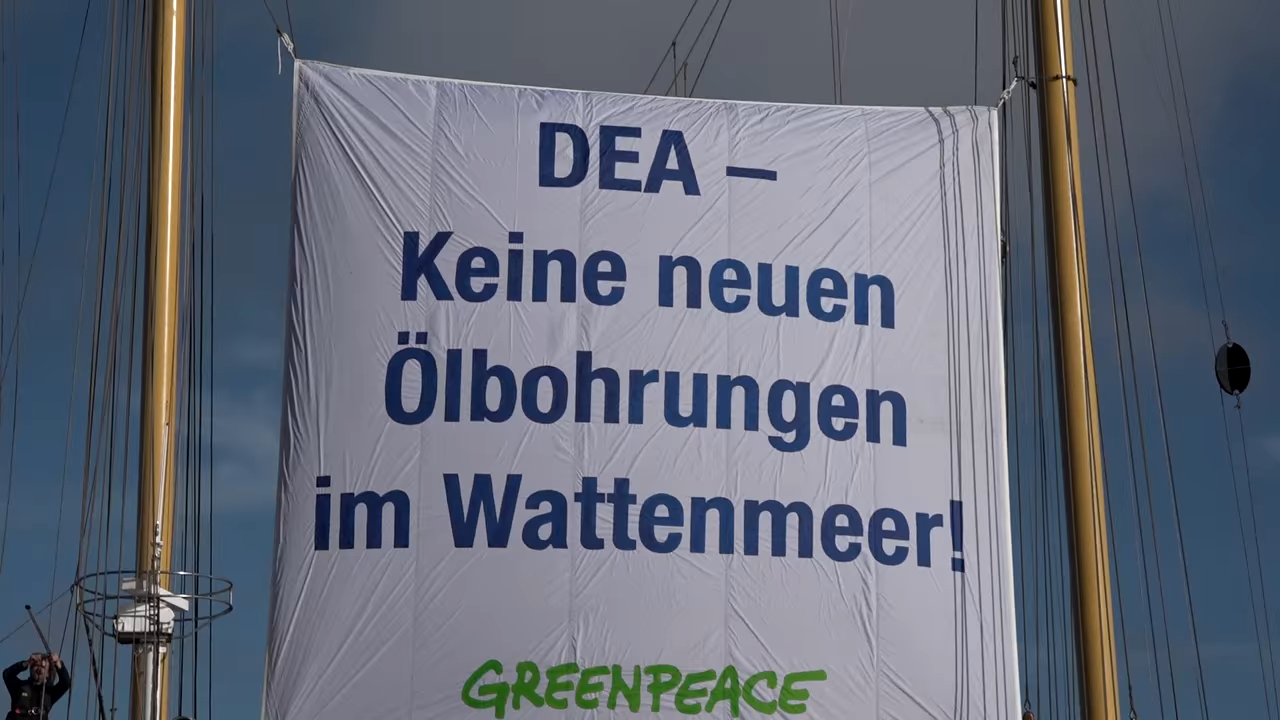 DEA –
Keine neuen
Ölbohrungen
im Wattenmeer!
GREENPEACE